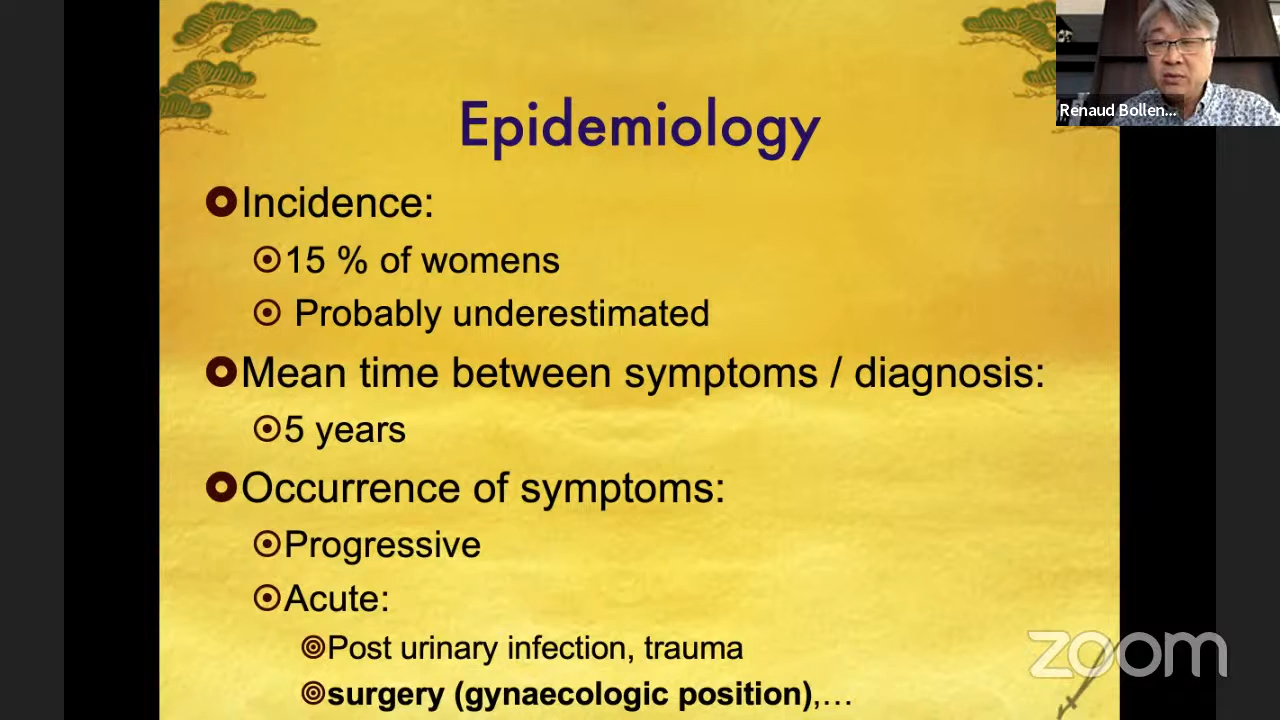 Epidemiology
Incidence:
15 % of womens
Probably underestimated
Mean time between symptoms / diagnosis:
5 years
Occurrence of symptoms:
Progressive
Acute:
Post urinary infection, trauma
surgery (gynaecologic position),...
Renaud Bollen...
zoom